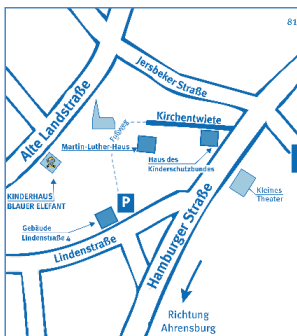 81
Jersbeker Straße
Alte Landstraße
Kirchentwiete
Fußweg
Martin-Luther-Haus
Haus des
Kinderschutzbundes
KINDERHAUS
BLAUER ELEFANT
Kleines
Theater
P
Gebäude
Lindenstraße 4
Lindenstraße
Hamburger Straße
Richtung
Ahrensburg